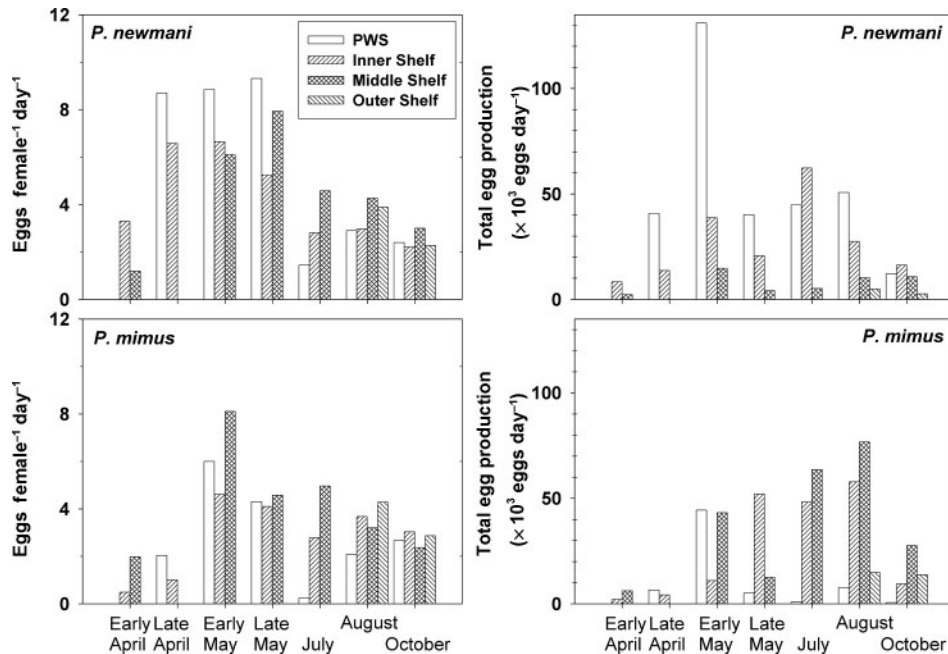 12
8
4
0
Eggs female⁻¹ day⁻¹
P. newmani
PWS
Inner Shelf
Middle Shelf
Outer Shelf
100
50
0
Total egg production
(× 10³ eggs day⁻¹)
P. newmani
12
8
4
0
Eggs female⁻¹ day⁻¹
P. mimus
Early
April
Late
April
Early
May
Late
May
July
August
October
100
50
0
Total egg production
(× 10³ eggs day⁻¹)
P. mimus
Early
April
Late
April
Early
May
Late
May
July
August
October